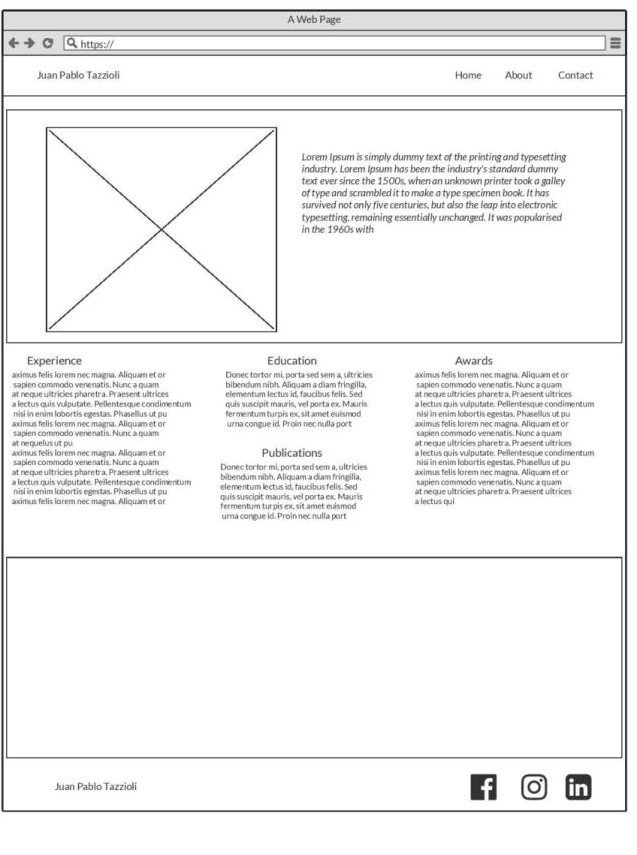 A Web Page
https://
Juan Pablo Tazzioli
Home About Contact
Lorem Ipsum is simply dummy text of the printing and typesetting
industry. Lorem Ipsum has been the industry's standard dummy
text ever since the 1500s, when an unknown printer took a galley
of type and scrambled it to make a type specimen book. It has
survived not only five centuries, but also the leap into electronic
typesetting, remaining essentially unchanged. It was popularised
in the 1960s with
Experience
aximus felis lorem nec magna. Aliquam et or
sapien commodo venenatis. Nunc a quam
at neque ultricies pharetra. Praesent ultrices
a lectus quis vulputate. Pellentesque condimentum
nisi in enim lobortis egestas. Phasellus ut pu
aximus felis lorem nec magna. Aliquam et or
sapien commodo venenatis. Nunc a quam
at nequelus ut pu
aximus felis lorem nec magna. Aliquam et or
sapien commodo venenatis. Nunc a quam
at neque ultricies pharetra. Praesent ultrices
a lectus quis vulputate. Pellentesque condimentum
nisi in enim lobortis egestas. Phasellus ut pu
aximus felis lorem nec magna. Aliquam et or
Education
Donec tortor mi, porta sed sem a, ultricies
bibendum nibh. Aliquam a diam fringilla,
elementum lectus id, faucibus felis. Sed
quis suscipit mauris, vel porta ex. Mauris
fermentum turpis ex, sit amet euismod
urna congue id. Proin nec nulla port
Publications
Donec tortor mi, porta sed sem a, ultricies
bibendum nibh. Aliquam a diam fringilla,
elementum lectus id, faucibus felis. Sed
quis suscipit mauris, vel porta ex. Mauris
fermentum turpis ex, sit amet euismod
urna congue id. Proin nec nulla port
Awards
aximus felis lorem nec magna. Aliquam et or
sapien commodo venenatis. Nunc a quam
at neque ultricies pharetra. Praesent ultrices
a lectus quis vulputate. Pellentesque condimentum
nisi in enim lobortis egestas. Phasellus ut pu
aximus felis lorem nec magna. Aliquam et or
sapien commodo venenatis. Nunc a quam
at neque ultricies pharetra. Praesent ultrices
a lectus quis vulputate. Pellentesque condimentum
nisi in enim lobortis egestas. Phasellus ut pu
aximus felis lorem nec magna. Aliquam et or
sapien commodo venenatis. Nunc a quam
at neque ultricies pharetra. Praesent ultrices
a lectus qui
Juan Pablo Tazzioli